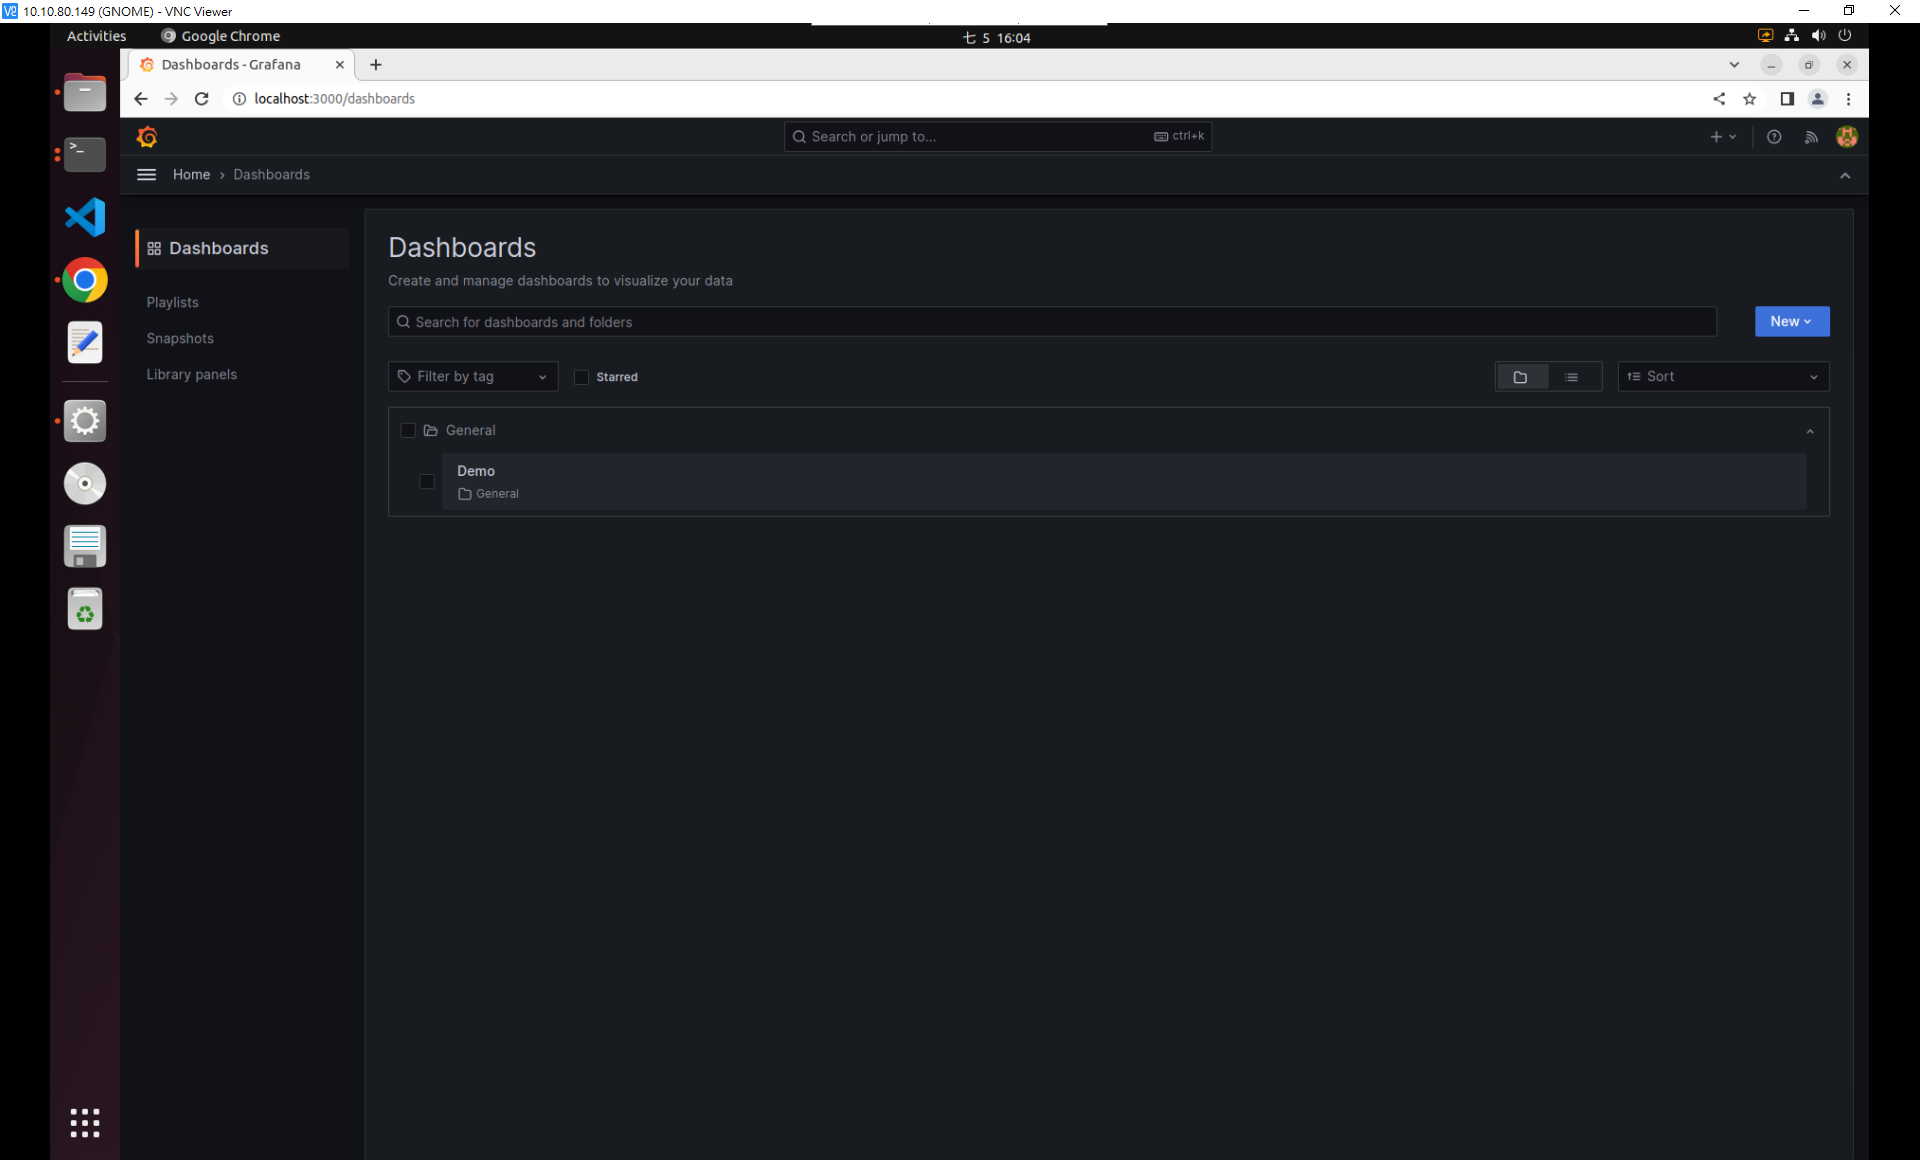 10.10.80.149 (GNOME) - VNC Viewer
Activities
Google Chrome
七 5 16:04
Dashboards - Grafana
localhost:3000/dashboards
Search or jump to...
ctrl+k
Home › Dashboards
Dashboards
Playlists
Snapshots
Library panels
Dashboards
Create and manage dashboards to visualize your data
Search for dashboards and folders
New
Filter by tag
Starred
Sort
General
Demo
General